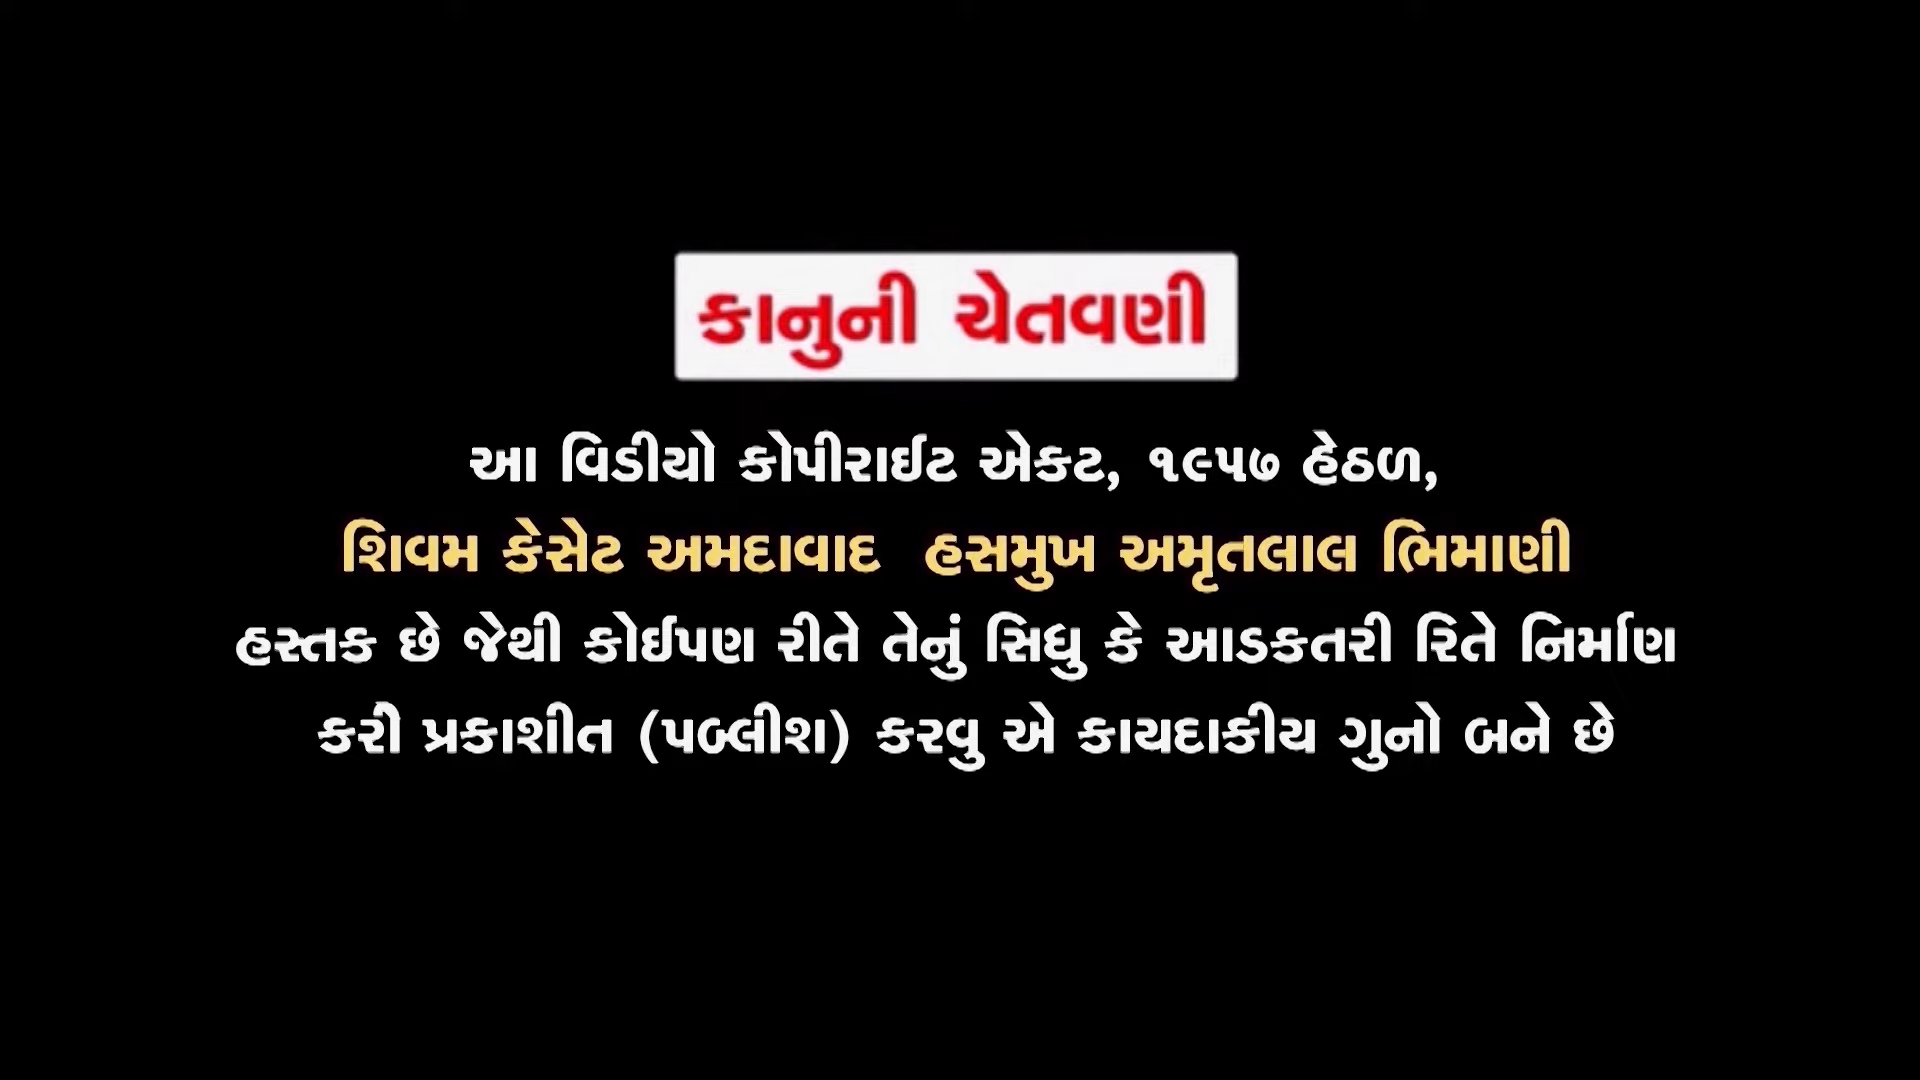 કાનુની ચેતવણી
આ વિડીયો કોપીરાઈટ એકટ, ૧૯૫૭ હેઠળ,
શિવમ કેસેટ અમદાવાદ હસમુખ અમૃતલાલ ભિમાણી
હસ્તક છે જેથી કોઈપણ રીતે તેનું સિધુ કે આડકતરી રિતે નિર્માણ
કરી પ્રકાશીત (પબ્લીશ) કરવુ એ કાયદાકીય ગુનો બને છે